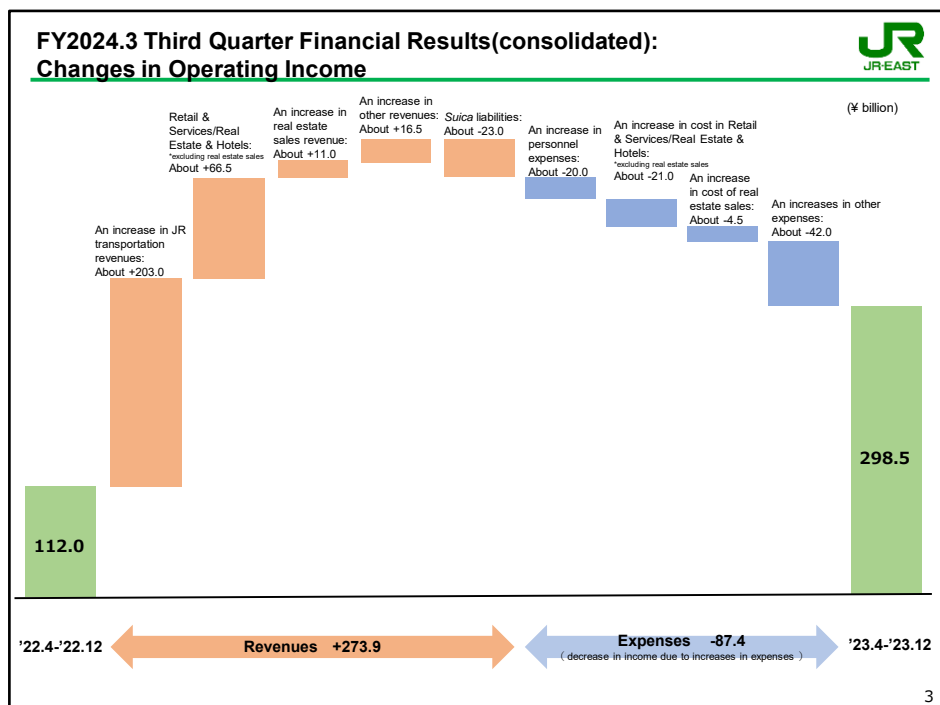 FY2024.3 Third Quarter Financial Results(consolidated):
Changes in Operating Income
JR
JR-EAST
(¥ billion)
An increase in JR
transportation
revenues:
About +203.0
Retail &
Services/Real
Estate & Hotels:
*excluding real estate sales
About +66.5
An increase in
real estate
sales revenue:
About +11.0
An increase in
other revenues:
About +16.5
Suica liabilities:
About -23.0
An increase in
personnel
expenses:
About -20.0
An increase in cost in Retail
& Services/Real Estate &
Hotels:
*excluding real estate sales
About -21.0
An increase
in cost of real
estate sales:
About -4.5
An increases in other
expenses:
About -42.0
112.0
298.5
’22.4-’22.12
Revenues +273.9
Expenses -87.4
( decrease in income due to increases in expenses )
’23.4-’23.12
3